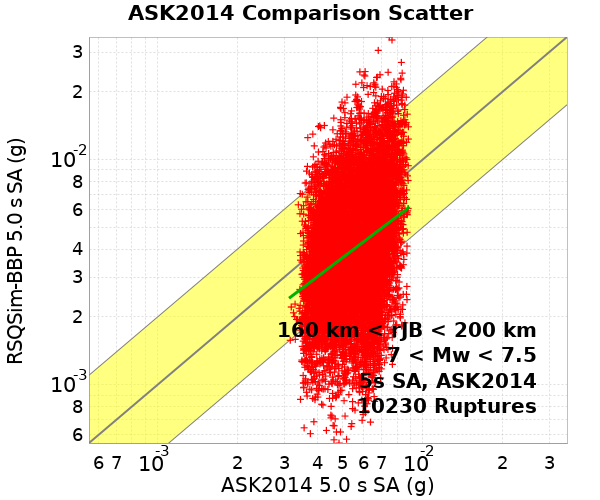 ASK2014 Comparison Scatter
RSQSim-BBP 5.0 s SA (g)
3
2
10-2
8
6
4
3
2
10-3
8
6
160 km < rJB < 200 km
7 < Mw < 7.5
5s SA, ASK2014
10230 Ruptures
6 7 10-3 2 3 4 5 6 7 10-2 2 3
ASK2014 5.0 s SA (g)